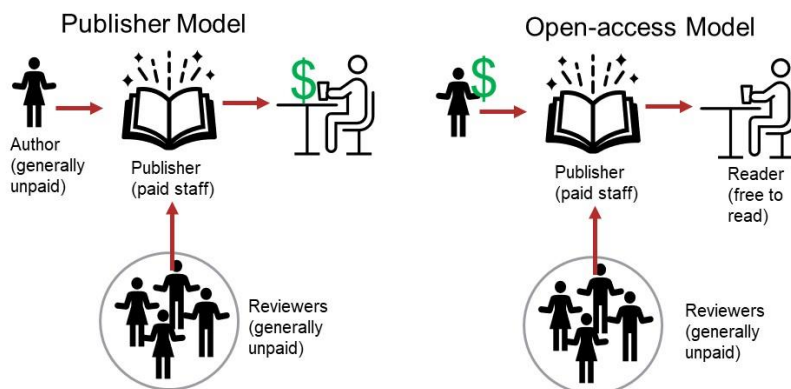 Publisher Model
$
Author
(generally
unpaid)
Publisher
(paid staff)
Reviewers
(generally
unpaid)
Open-access Model
$
Publisher
(paid staff)
Reader
(free to
read)
Reviewers
(generally
unpaid)